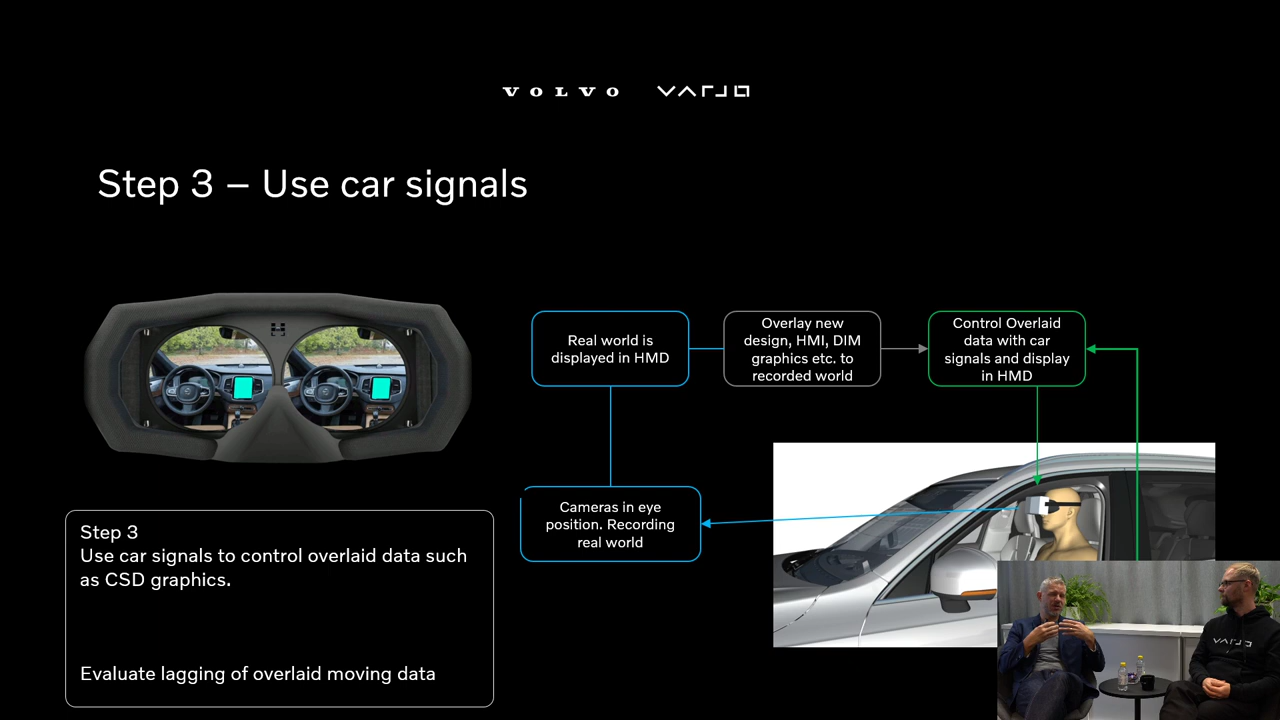 VOLVO VARJO
Step 3 – Use car signals
Real world is
displayed in HMD
Overlay new
design, HMI, DIM
graphics etc. to
recorded world
Control Overlaid
data with car
signals and display
in HMD
Cameras in eye
position. Recording
real world
Step 3
Use car signals to control overlaid data such
as CSD graphics.
Evaluate lagging of overlaid moving data
VARJO